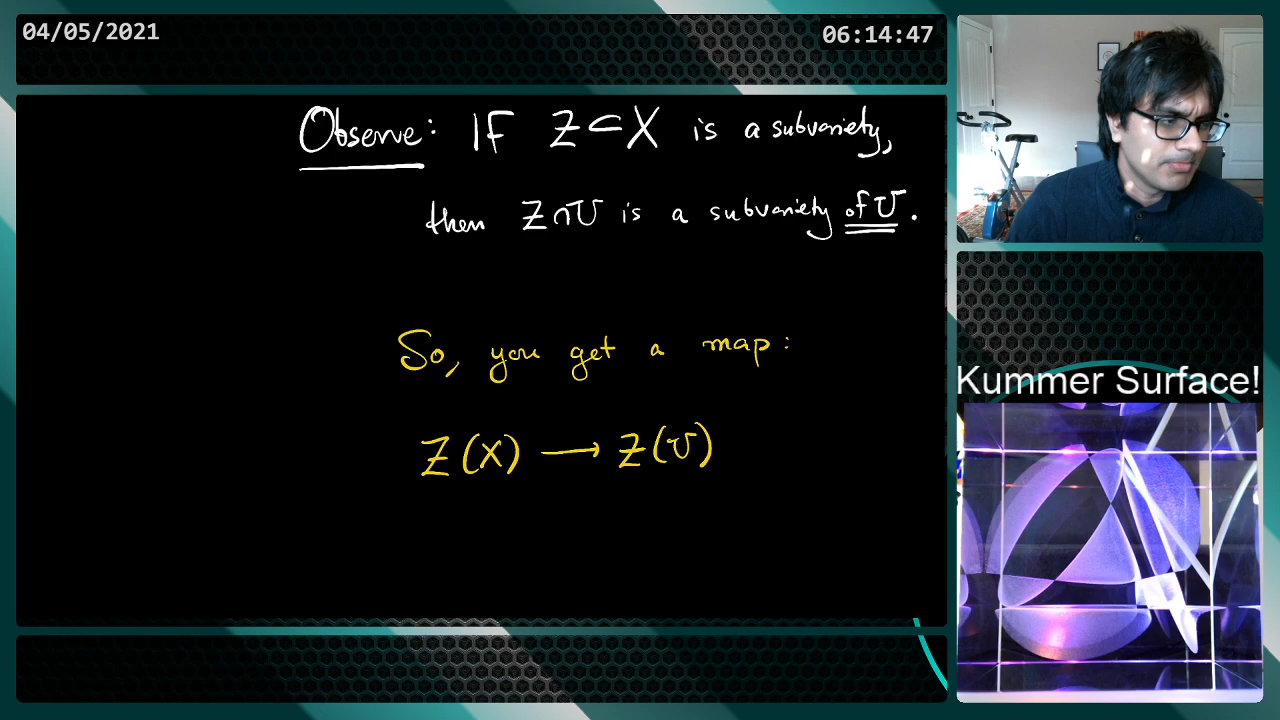 04/05/2021
06:14:47
Observe: IF Z ⊂ X is a subvariety,
then Z ∩ U is a subvariety of U.
So, you get a map:
Z(X) → Z(U)
Kummer Surface!